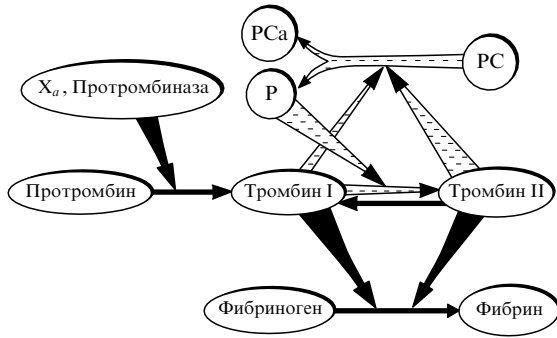 PCa
PC
P
Xₐ, Протромбиназа
Протромбин
Тромбин I
Тромбин II
Фибриноген
Фибрин